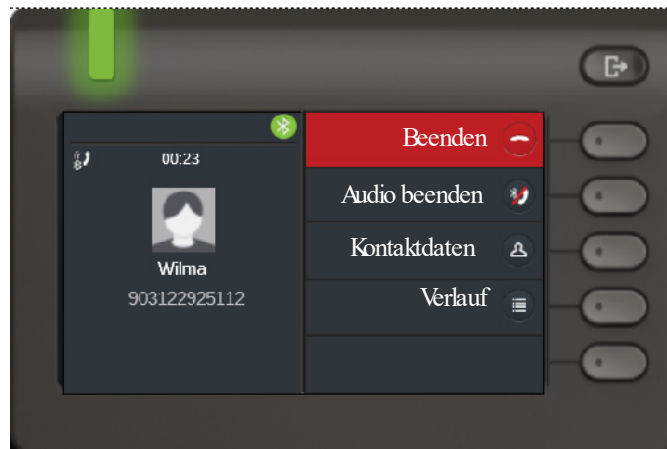 00:23
Wilma
903122925112
Beenden
Audio beenden
Kontaktdaten
Verlauf